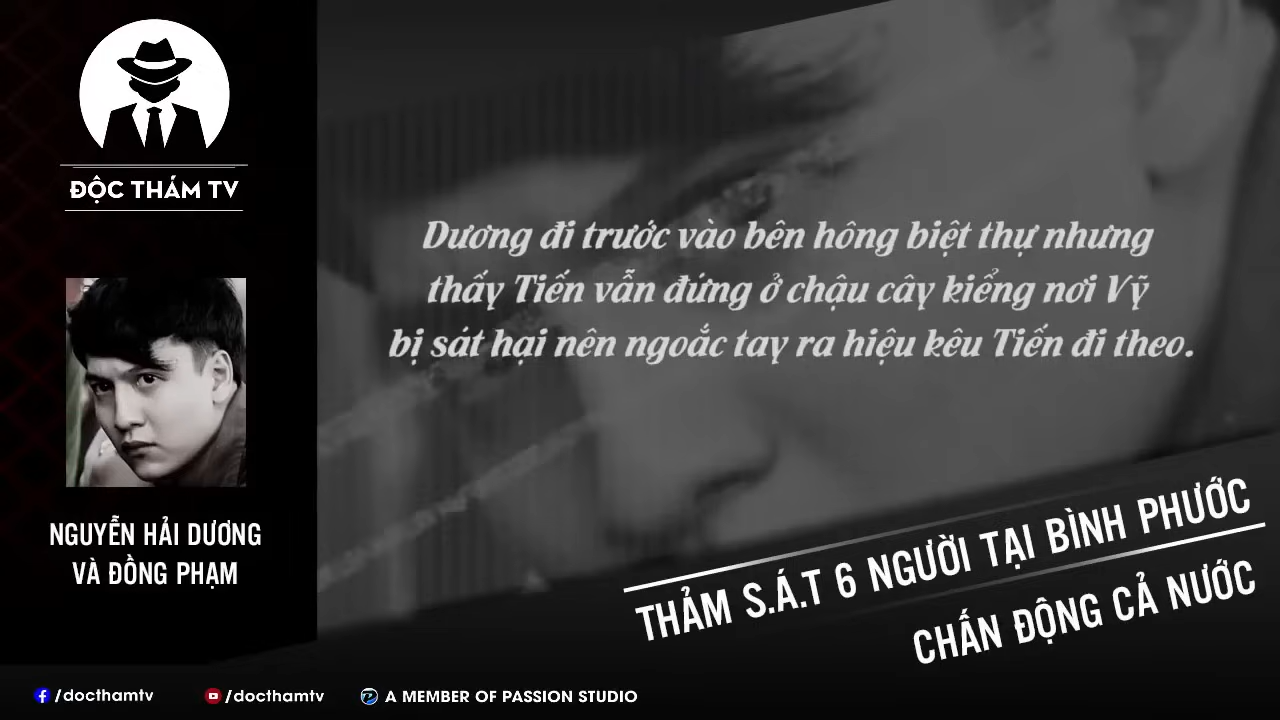 ĐỘC THÁM TV
NGUYỄN HẢI DƯƠNG
VÀ ĐỒNG PHẠM
Dương đi trước vào bên hông biệt thự nhưng
thấy Tiến vẫn đứng ở chậu cây kiểng nơi Vỹ
bị sát hại nên ngoắc tay ra hiệu kêu Tiến đi theo.
THẢM S.Á.T 6 NGƯỜI TẠI BÌNH PHƯỚC
CHẤN ĐỘNG CẢ NƯỚC
/docthamtv
/docthamtv
A MEMBER OF PASSION STUDIO